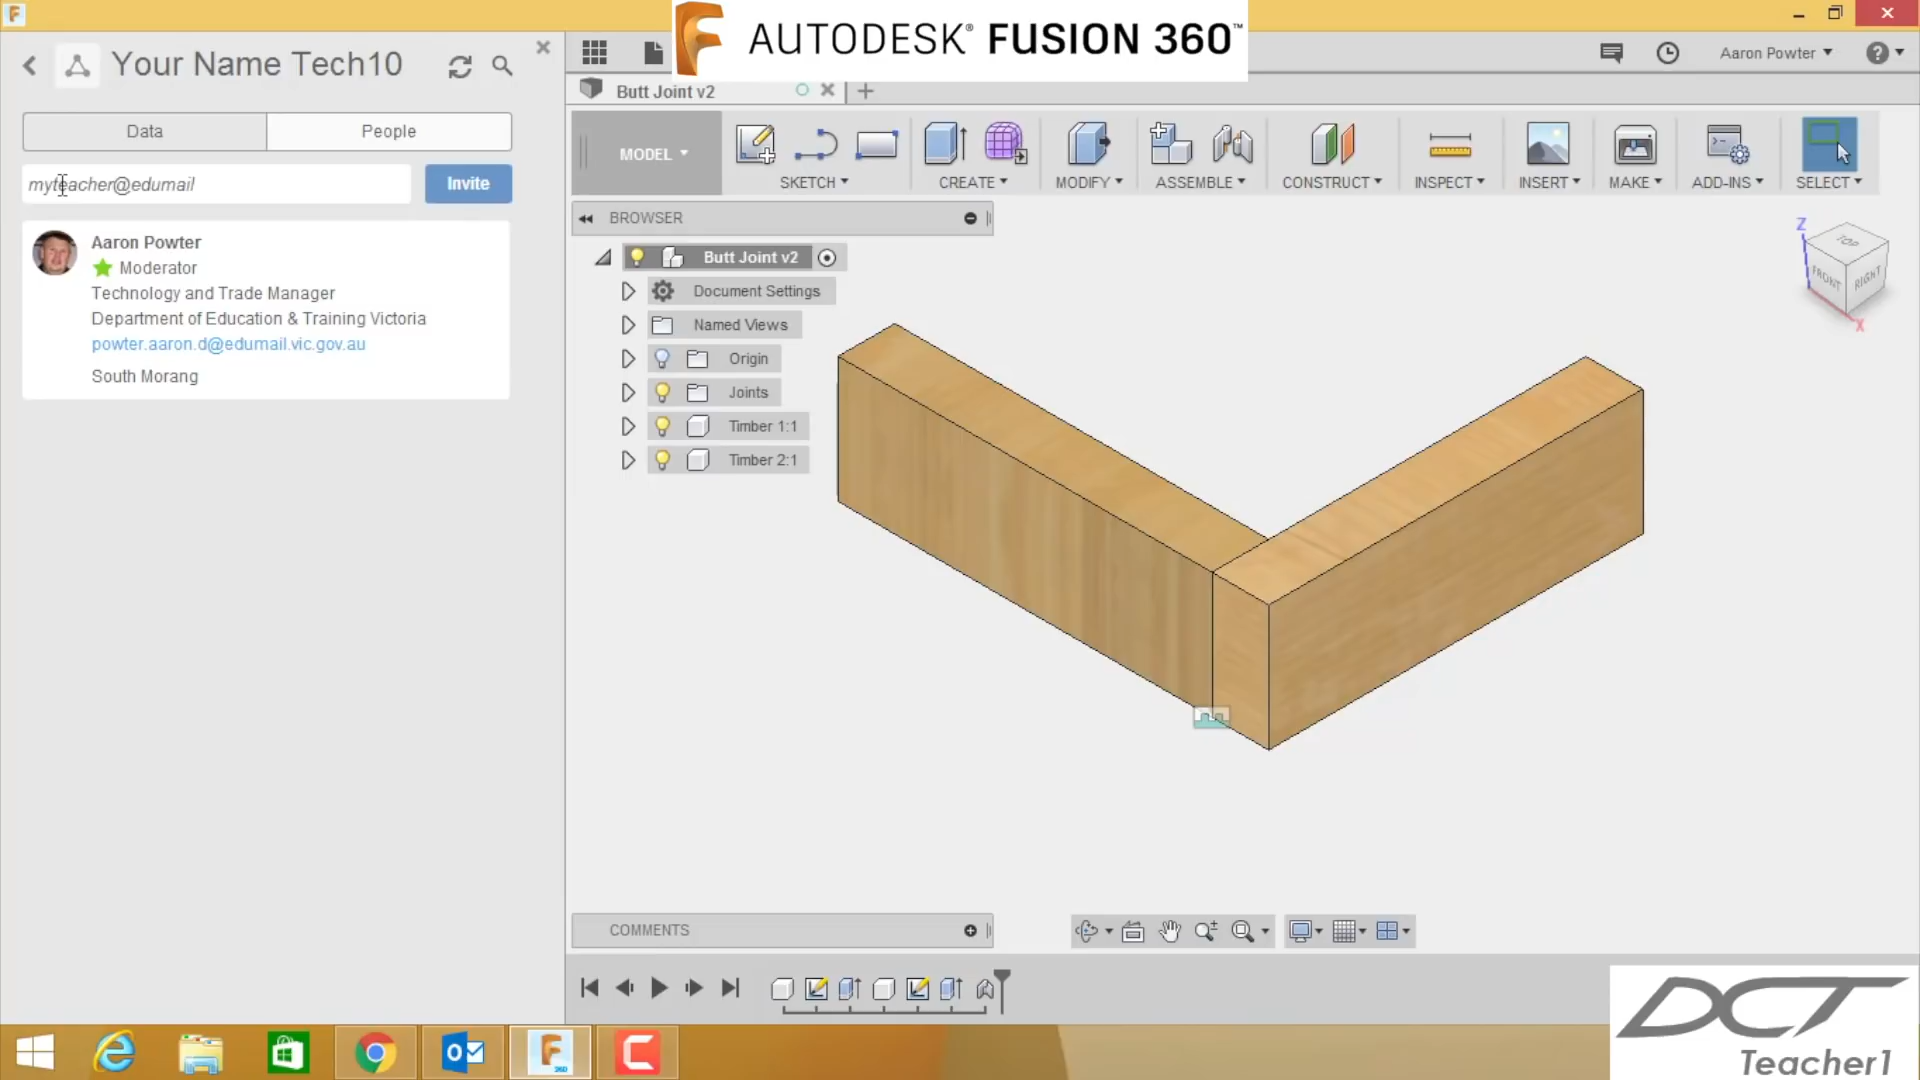 AUTODESK® FUSION 360™
Your Name Tech10
Data
People
myteacher@edumail
Invite
Aaron Powter
Moderator
Technology and Trade Manager
Department of Education & Training Victoria
powter.aaron.d@edumail.vic.gov.au
South Morang
Aaron Powter
Butt Joint v2
MODEL
SKETCH
CREATE
MODIFY
ASSEMBLE
CONSTRUCT
INSPECT
INSERT
MAKE
ADD-INS
SELECT
BROWSER
Butt Joint v2
Document Settings
Named Views
Origin
Joints
Timber 1:1
Timber 2:1
Z
TOP
FRONT
RIGHT
X
COMMENTS
DCT
Teacher1